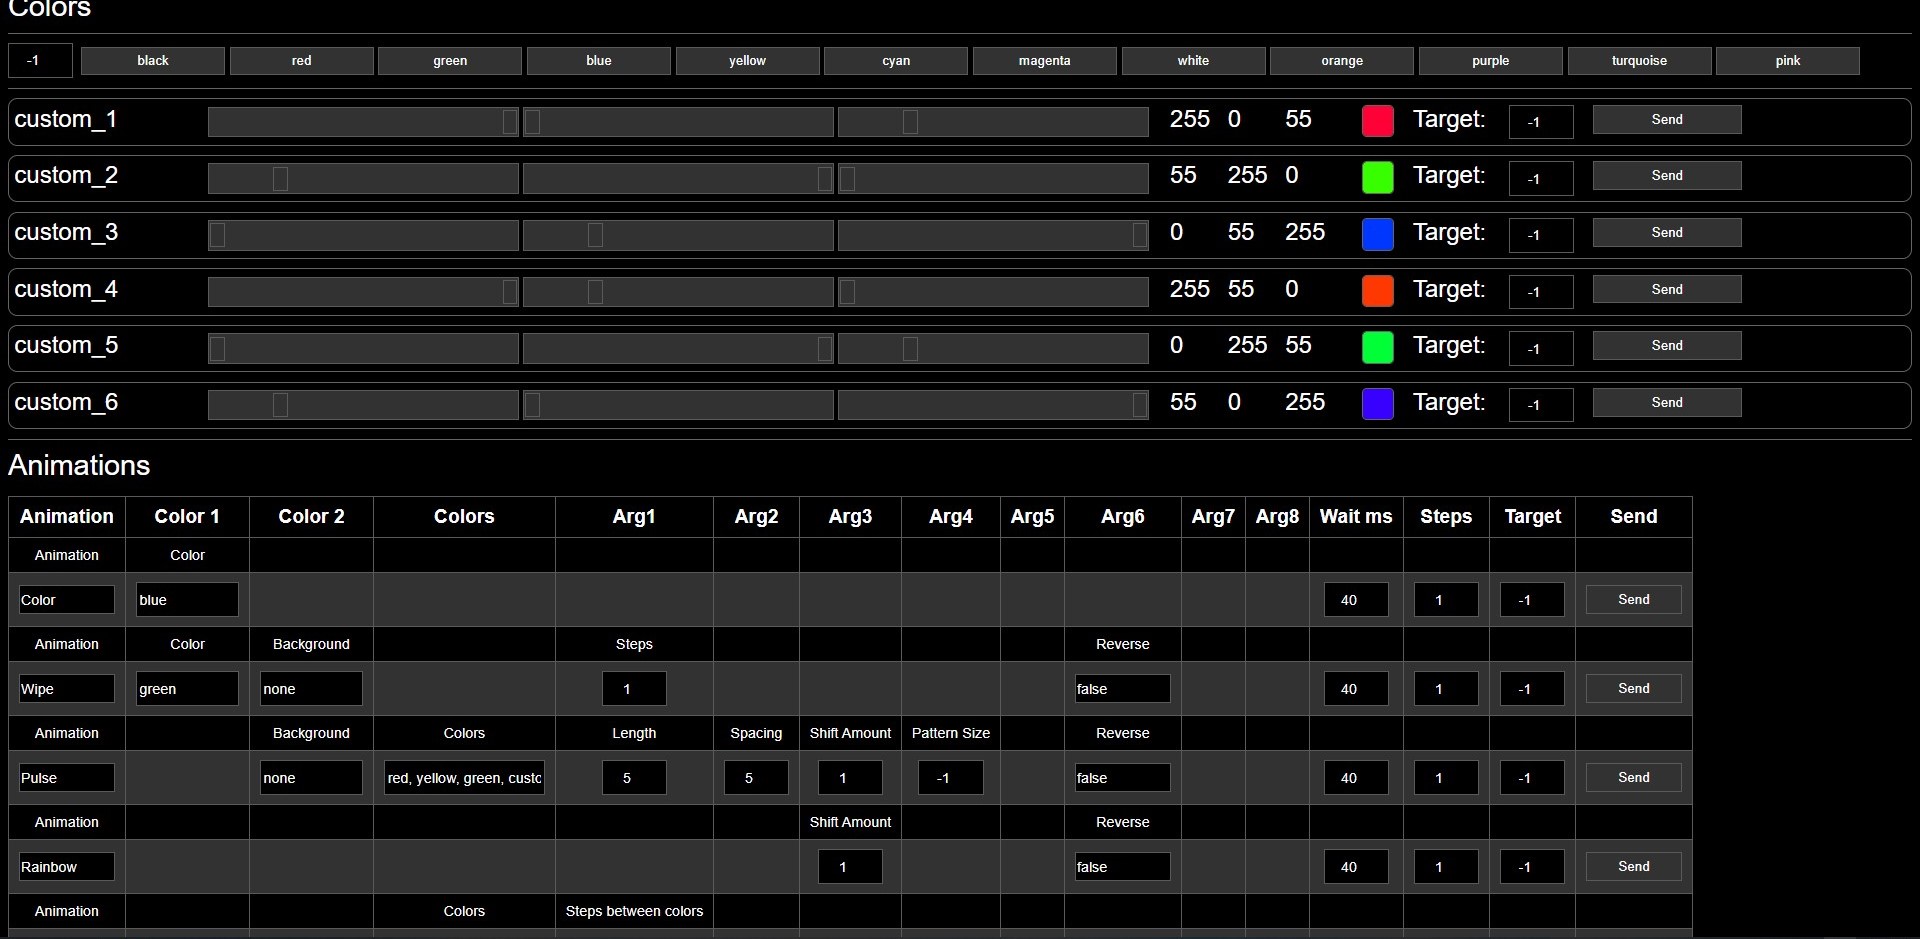 Colors
-1 black red green blue yellow cyan magenta white orange purple turquoise pink
custom_1 255 0 55 Target: -1 Send
custom_2 55 255 0 Target: -1 Send
custom_3 0 55 255 Target: -1 Send
custom_4 255 55 0 Target: -1 Send
custom_5 0 255 55 Target: -1 Send
custom_6 55 0 255 Target: -1 Send
Animations
Animation Color 1 Color 2 Colors Arg1 Arg2 Arg3 Arg4 Arg5 Arg6 Arg7 Arg8 Wait ms Steps Target Send
Animation Color
Color blue 40 1 -1 Send
Animation Color Background Steps Reverse
Wipe green none 1 false 40 1 -1 Send
Animation Background Colors Length Spacing Shift Amount Pattern Size Reverse
Pulse none red, yellow, green, custo 5 5 1 -1 false 40 1 -1 Send
Animation Shift Amount Reverse
Rainbow 1 false 40 1 -1 Send
Animation Colors Steps between colors